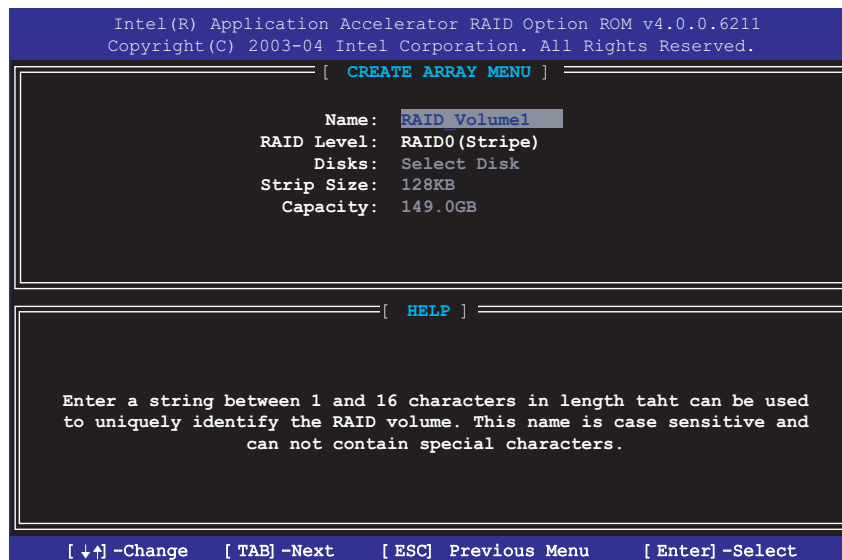 Intel(R) Application Accelerator RAID Option ROM v4.0.0.6211
Copyright(C) 2003-04 Intel Corporation. All Rights Reserved.
[ CREATE ARRAY MENU ]
Name: RAID_Volume1
RAID Level: RAID0(Stripe)
Disks: Select Disk
Strip Size: 128KB
Capacity: 149.0GB
[ HELP ]
Enter a string between 1 and 16 characters in length taht can be used
to uniquely identify the RAID volume. This name is case sensitive and
can not contain special characters.
[↓↑]-Change [TAB]-Next [ESC] Previous Menu [Enter]-Select